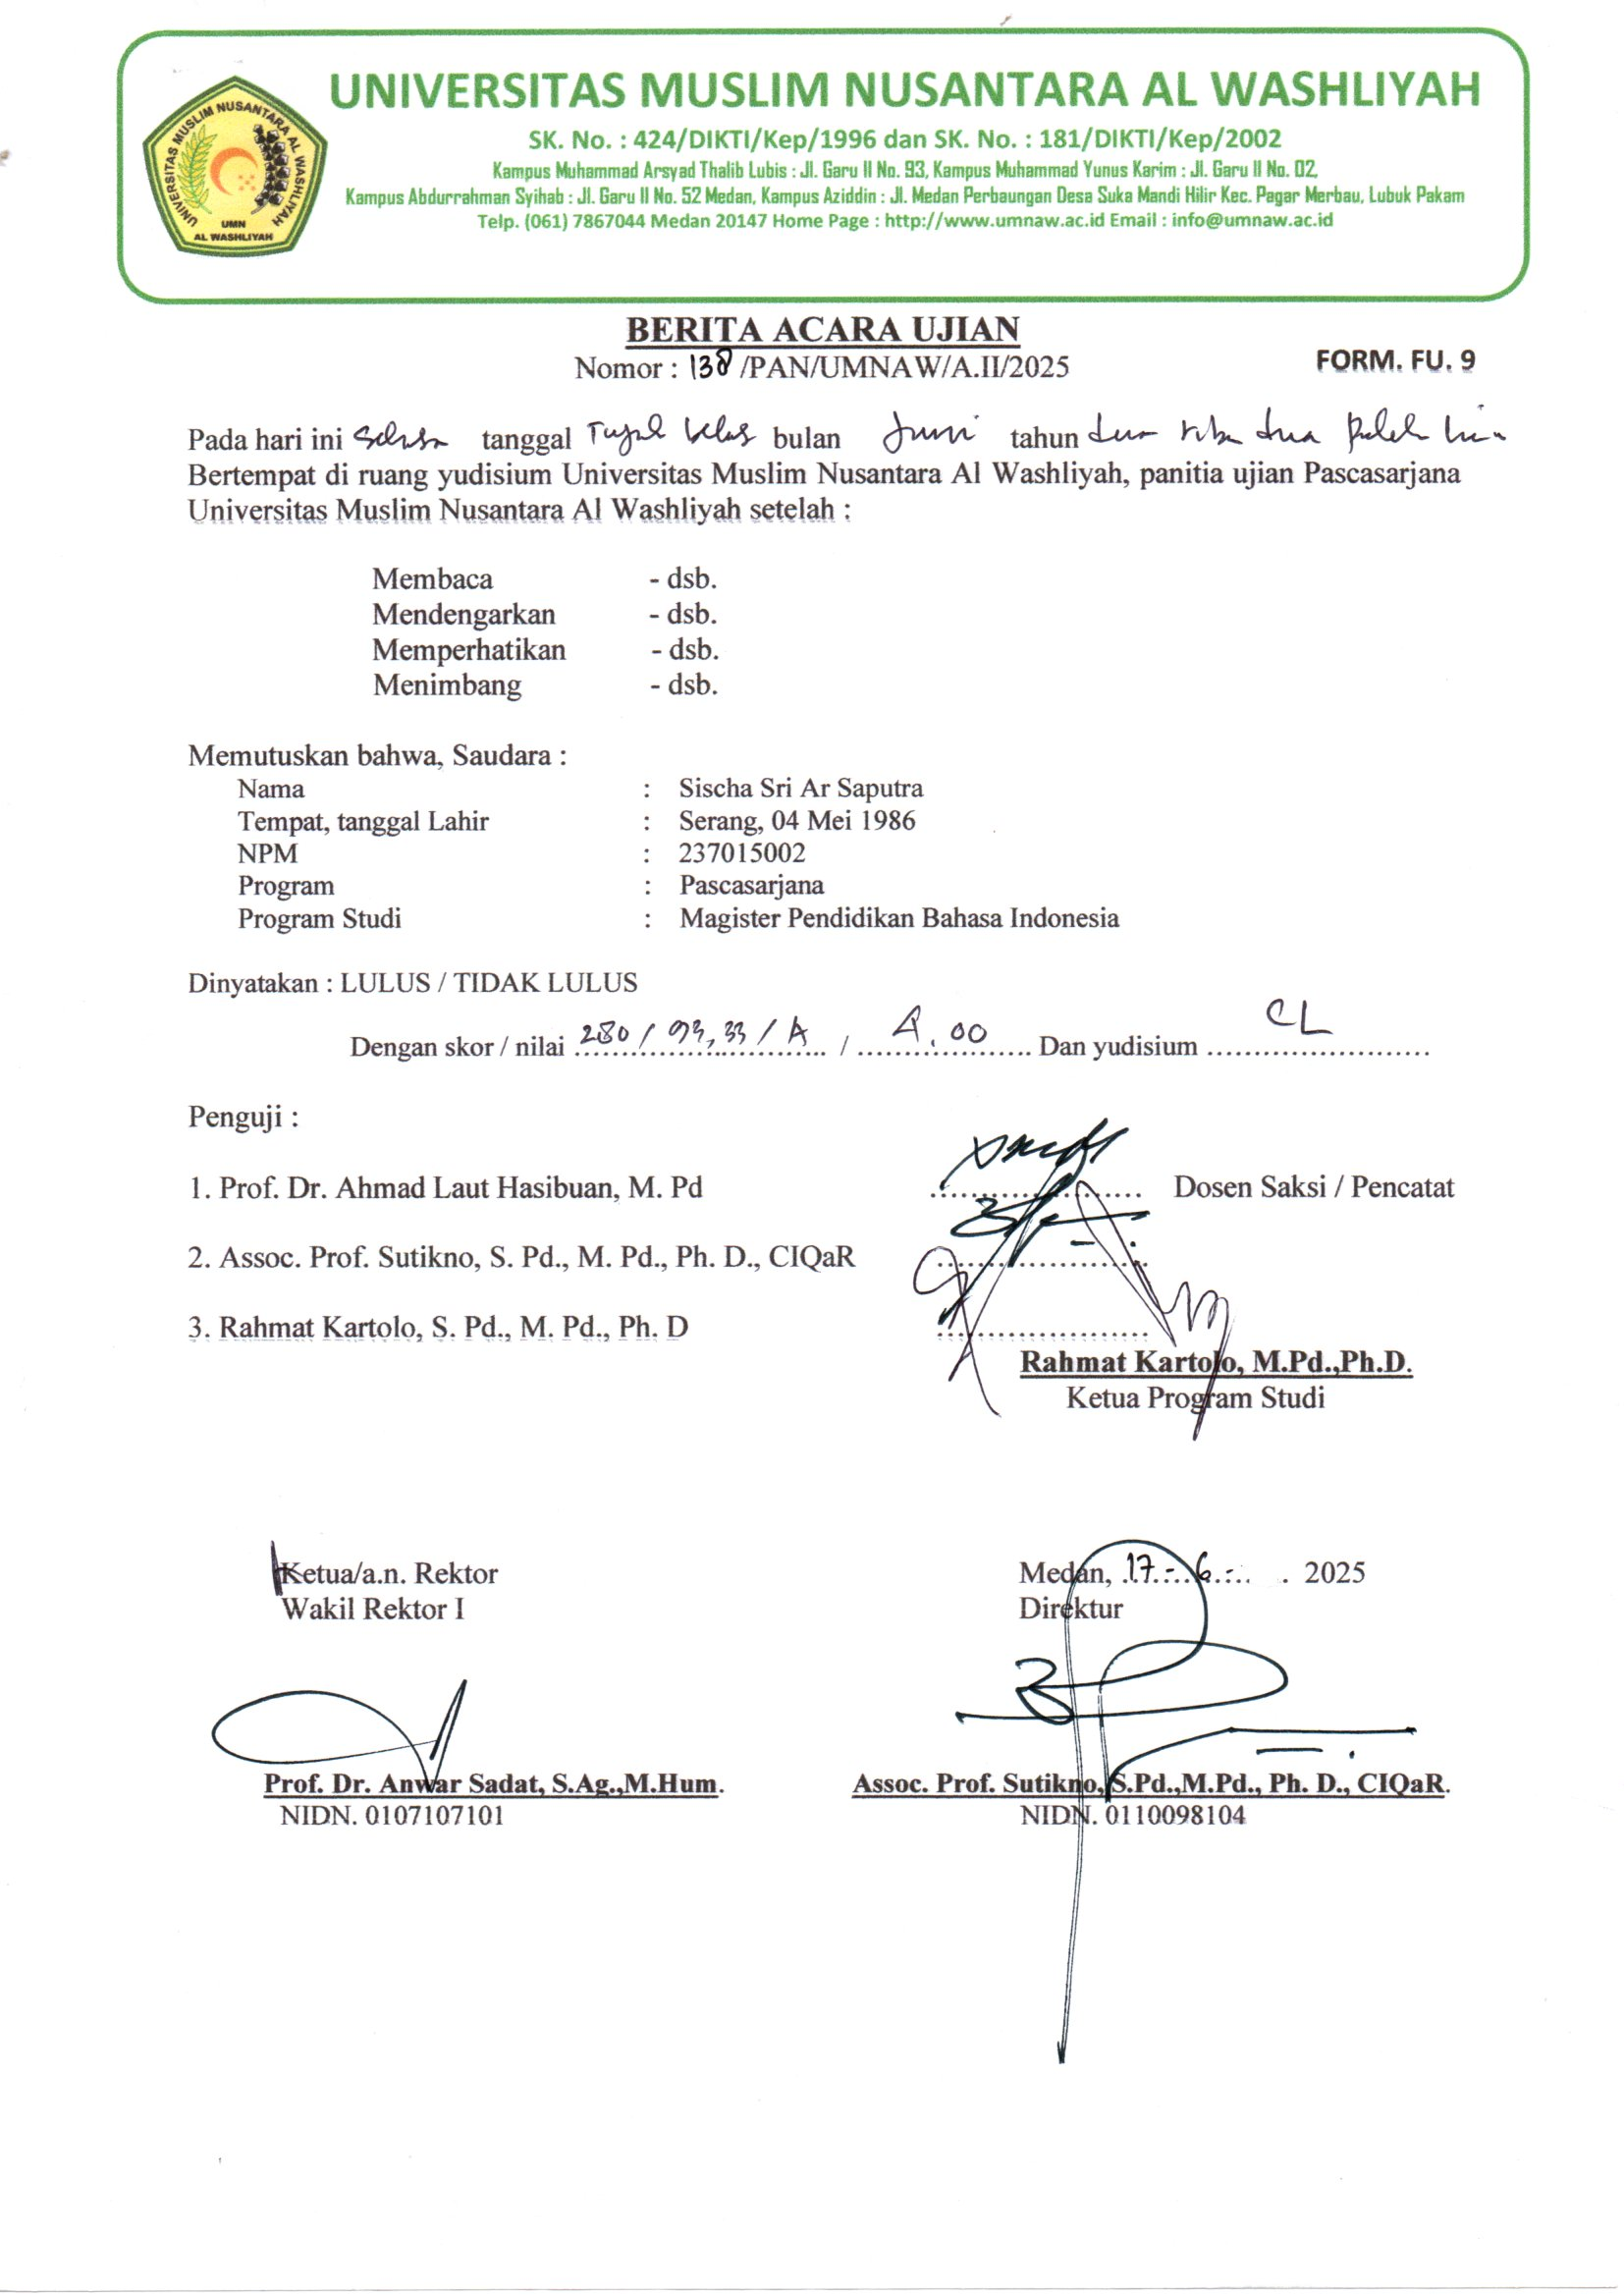 UNIVERSITAS MUSLIM NUSANTARA AL WASHLIYAH
UMN
AL WASHLIYAH
UNIVERSITAS MUSLIM NUSANTARA AL WASHLIYAH
SK. No. : 424/DIKTI/Kep/1996 dan SK. No. : 181/DIKTI/Kep/2002
Kampus Muhammad Arsyad Thalib Lubis : Jl. Garu II No. 93, Kampus Muhammad Yunus Karim : Jl. Garu II No. 02,
Kampus Abdurrahman Syihab : Jl. Garu II No. 52 Medan, Kampus Aziddin : Jl. Medan Perbaungan Desa Suka Mandi Hilir Kec. Pagar Merbau, Lubuk Pakam
Telp. (061) 7867044 Medan 20147 Home Page : http://www.umnaw.ac.id Email : info@umnaw.ac.id
BERITA ACARA UJIAN
Nomor : 138 /PAN/UMNAW/A.II/2025
FORM. FU. 9
Pada hari ini Selasa tanggal Tujuh belas bulan Juni tahun dua ribu dua puluh lima
Bertempat di ruang yudisium Universitas Muslim Nusantara Al Washliyah, panitia ujian Pascasarjana
Universitas Muslim Nusantara Al Washliyah setelah :
Membaca - dsb.
Mendengarkan - dsb.
Memperhatikan - dsb.
Menimbang - dsb.
Memutuskan bahwa, Saudara :
Nama : Sischa Sri Ar Saputra
Tempat, tanggal Lahir : Serang, 04 Mei 1986
NPM : 237015002
Program : Pascasarjana
Program Studi : Magister Pendidikan Bahasa Indonesia
Dinyatakan : LULUS / TIDAK LULUS
Dengan skor / nilai 280 / 93,33 / A / 4.00 Dan yudisium CL
Penguji :
1. Prof. Dr. Ahmad Laut Hasibuan, M. Pd ...................... Dosen Saksi / Pencatat
2. Assoc. Prof. Sutikno, S. Pd., M. Pd., Ph. D., CIQaR ......................
3. Rahmat Kartolo, S. Pd., M. Pd., Ph. D ......................
Rahmat Kartolo, M.Pd.,Ph.D.
Ketua Program Studi
Ketua/a.n. Rektor
Wakil Rektor I
Medan, 17 - 6 - 2025
Direktur
Prof. Dr. Anwar Sadat, S.Ag.,M.Hum.
NIDN. 0107107101
Assoc. Prof. Sutikno, S.Pd.,M.Pd., Ph. D., CIQaR.
NIDN. 0110098104